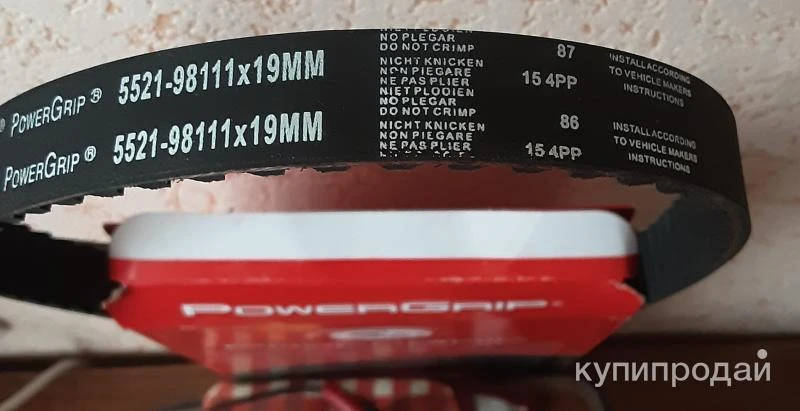 POWERGRIP ® 5521-98111x19MM
NIET PLOOIEN
NO PLEGAR
DO NOT CRIMP
NICHT KNICKEN
NON PIEGARE
NE PAS PLIER
87
15 4PP
INSTALL ACCORDING
TO VEHICLE MAKERS
INSTRUCTIONS
POWERGRIP ® 5521-98111x19MM
NIET PLOOIEN
NO PLEGAR
DO NOT CRIMP
NICHT KNICKEN
NON PIEGARE
NE PAS PLIER
86
15 4PP
INSTALL ACCORDING
TO VEHICLE MAKERS
INSTRUCTIONS
POWERGRIP
купипродай